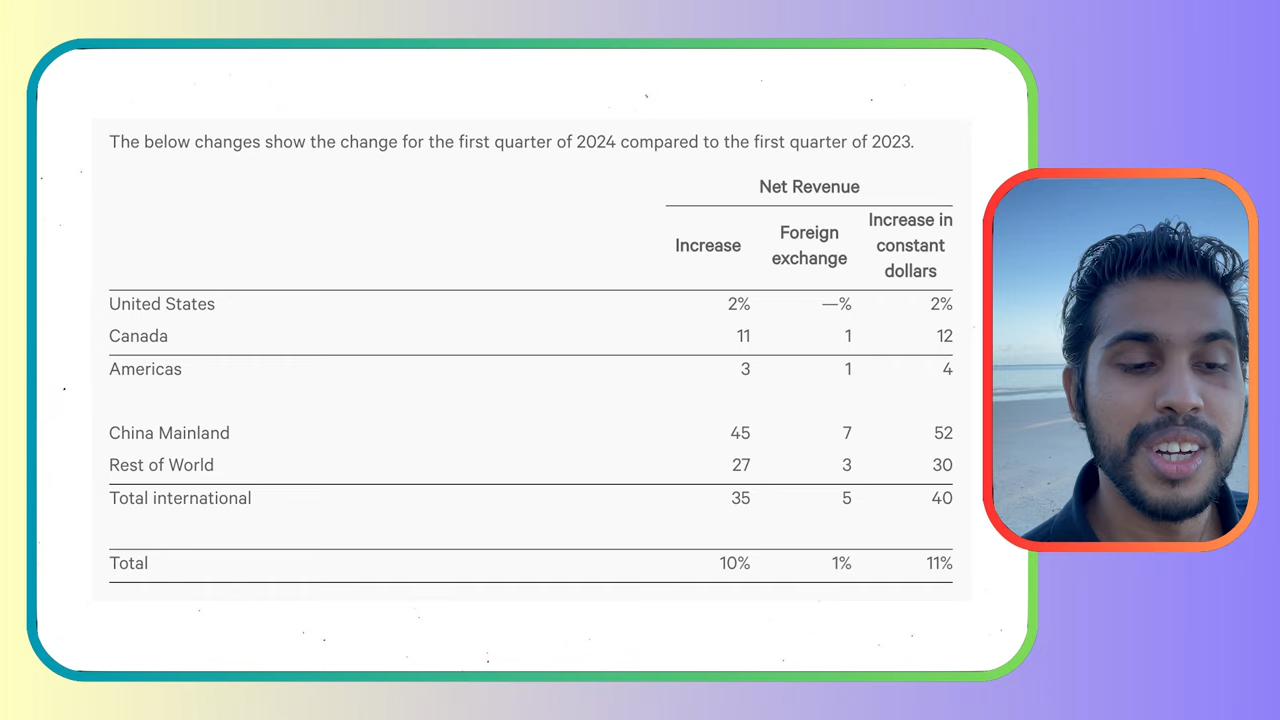 The below changes show the change for the first quarter of 2024 compared to the first quarter of 2023.
Net Revenue
Increase Foreign exchange Increase in constant dollars
United States 2% —% 2%
Canada 11 1 12
Americas 3 1 4
China Mainland 45 7 52
Rest of World 27 3 30
Total international 35 5 40
Total 10% 1% 11%